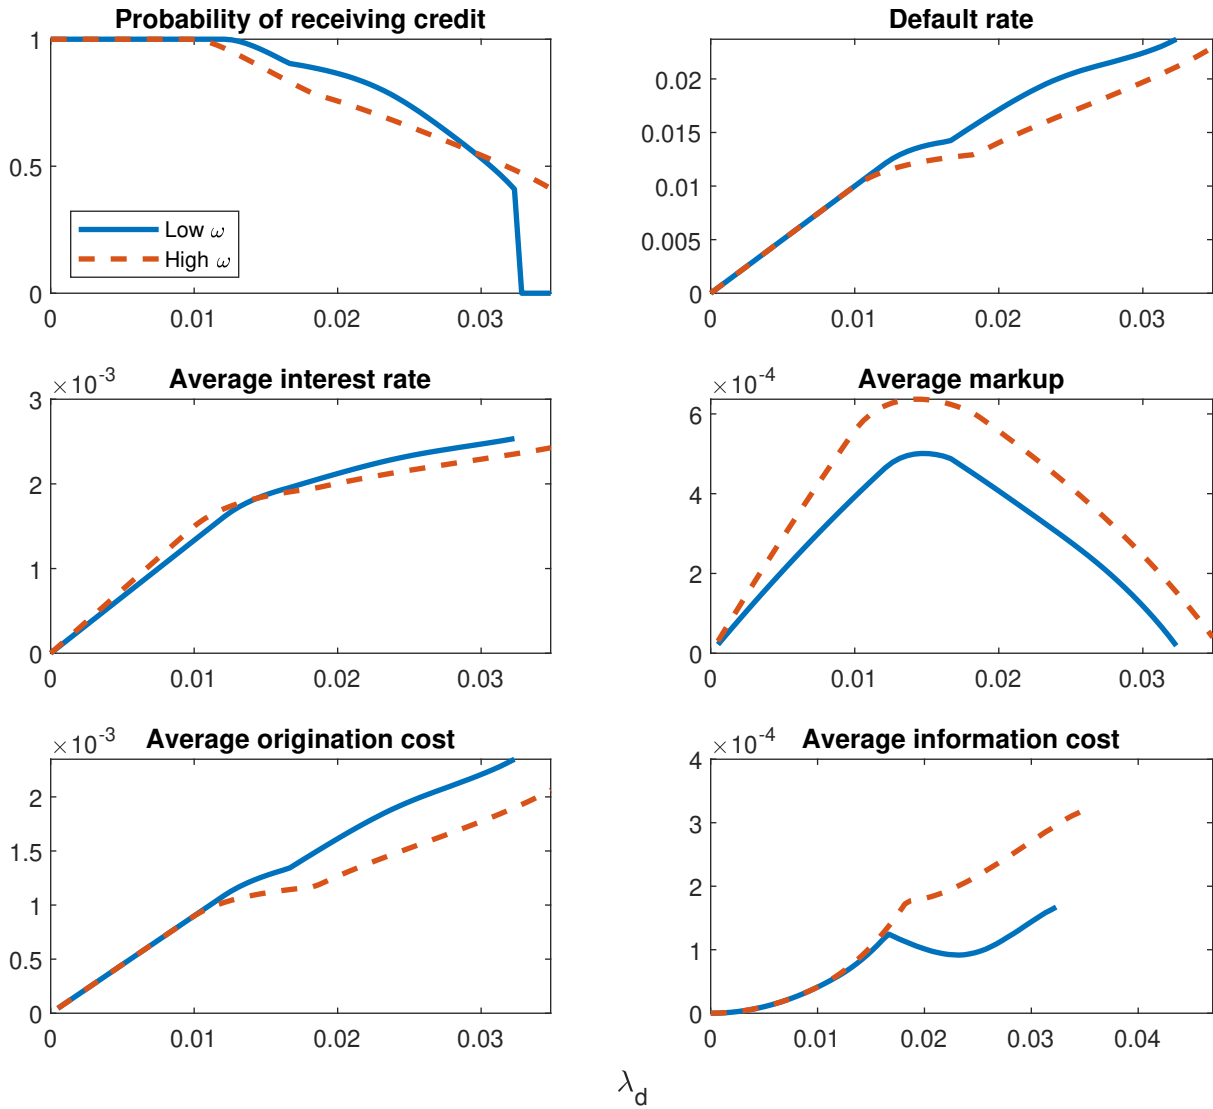 Probability of receiving credit
1
0.5
0
Low ω
High ω
0 0.01 0.02 0.03
Default rate
0.02
0.015
0.01
0.005
0
0 0.01 0.02 0.03
Average interest rate
×10-3
3
2
1
0
0 0.01 0.02 0.03
Average markup
×10-4
6
4
2
0
0 0.01 0.02 0.03
Average origination cost
×10-3
2
1.5
1
0.5
0
0 0.01 0.02 0.03
Average information cost
×10-4
4
3
2
1
0
0 0.01 0.02 0.03 0.04
λd